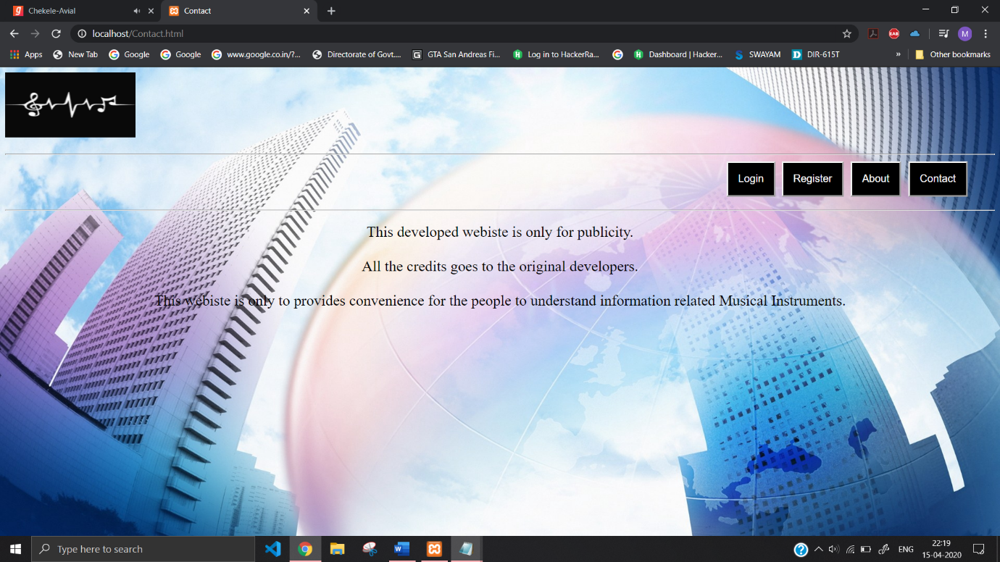 Chekele-Avial
Contact
localhost/Contact.html
Apps New Tab Google Google www.google.co.in/?... Directorate of Govt.... GTA San Andreas Fi... Log in to HackerRa... Dashboard | Hacker... SWAYAM DIR-615T » Other bookmarks
Login Register About Contact
This developed webiste is only for publicity.
All the credits goes to the original developers.
This webiste is only to provides convenience for the people to understand information related Musical Instruments.
Type here to search
ENG
22:19
15-04-2020